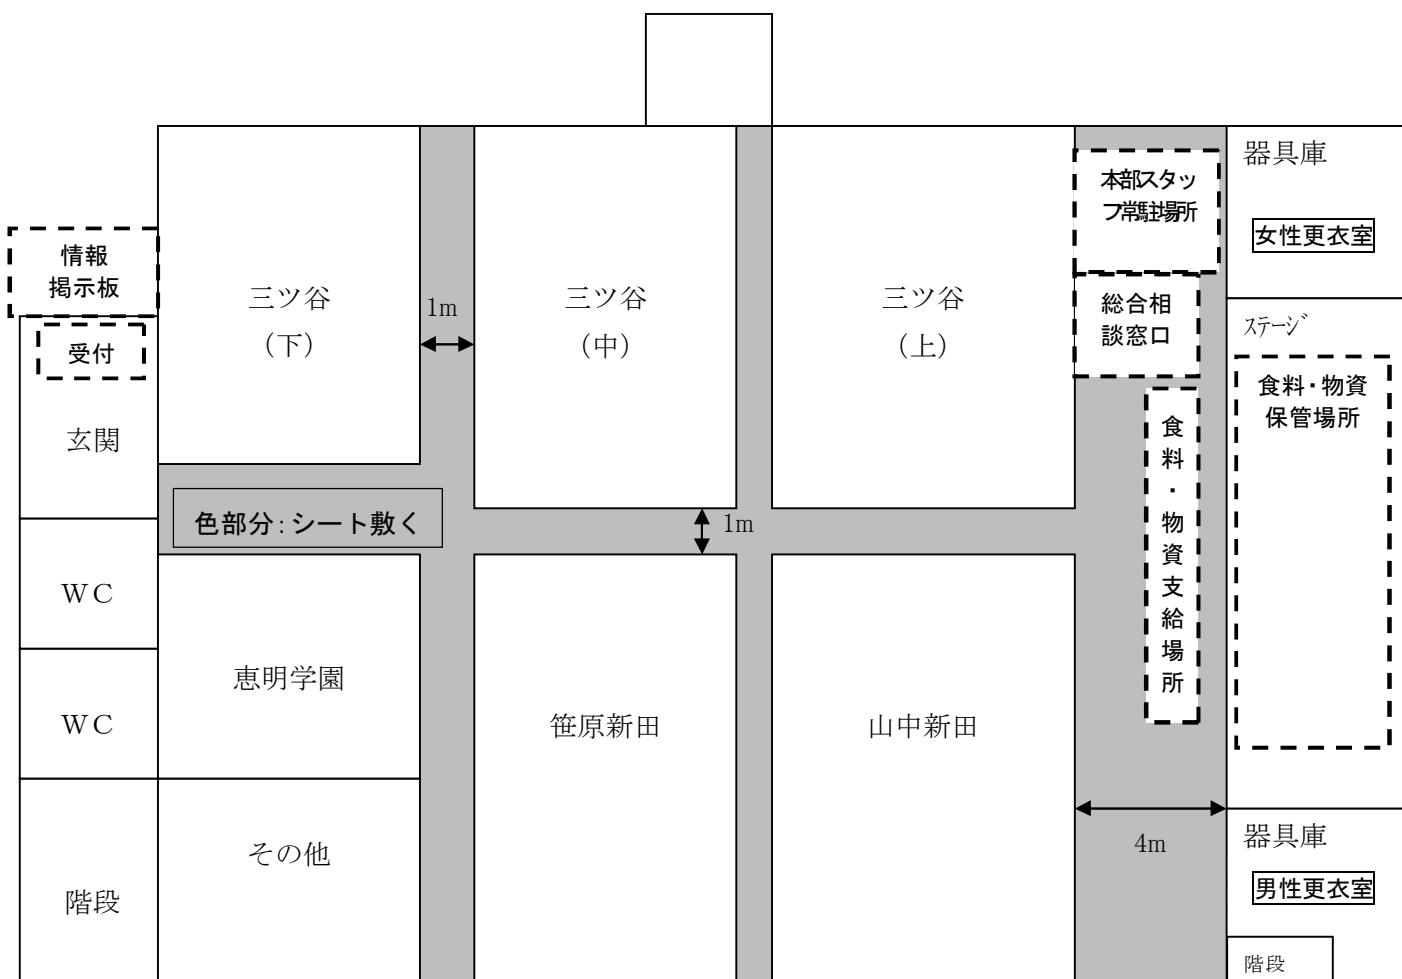 器具庫
本部スタッ
フ常駐場所
女性更衣室
情報
掲示板
三ツ谷
(下)
1m
三ツ谷
(中)
三ツ谷
(上)
総合相
談窓口
ステージ
受付
食料・物資
保管場所
玄関
食料・物資支給場所
色部分:シート敷く
1m
WC
恵明学園
WC
笹原新田
山中新田
4m
器具庫
その他
男性更衣室
階段
階段